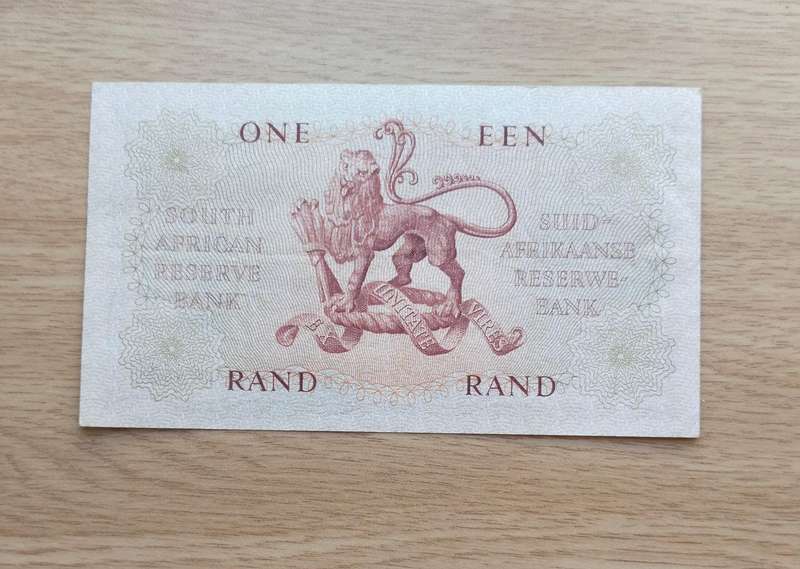 ONE EEN
SOUTH
AFRICAN
RESERVE
BANK
SUID-
AFRIKAANSE
RESERWE-
BANK
EX UNITATE VIRES
RAND RAND